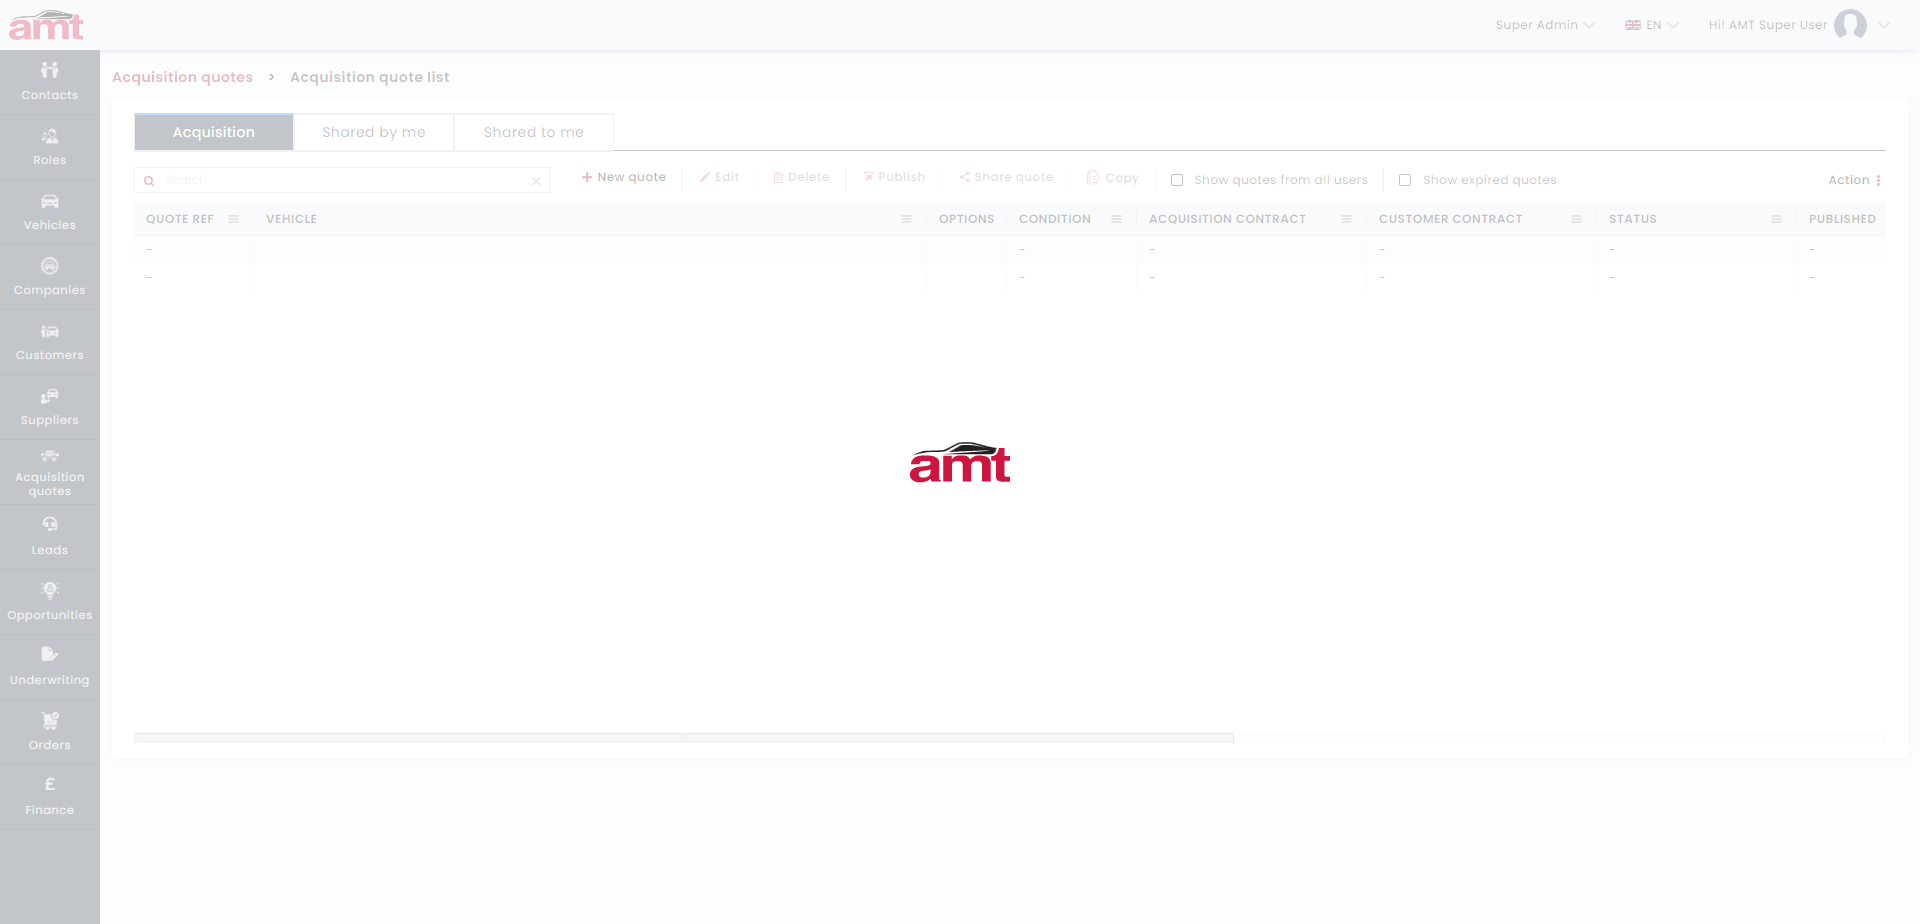 amt
Super Admin
EN
Hi! AMT Super User
Contacts
Roles
Vehicles
Companies
Customers
Suppliers
Acquisition
quotes
Leads
Opportunities
Underwriting
Orders
Finance
Acquisition quotes > Acquisition quote list
Acquisition
Shared by me
Shared to me
Search
New quote
Edit
Delete
Publish
Share quote
Copy
Show quotes from all users
Show expired quotes
Action
QUOTE REF VEHICLE OPTIONS CONDITION ACQUISITION CONTRACT CUSTOMER CONTRACT STATUS PUBLISHED
- - - - - -
- - - - - -
amt